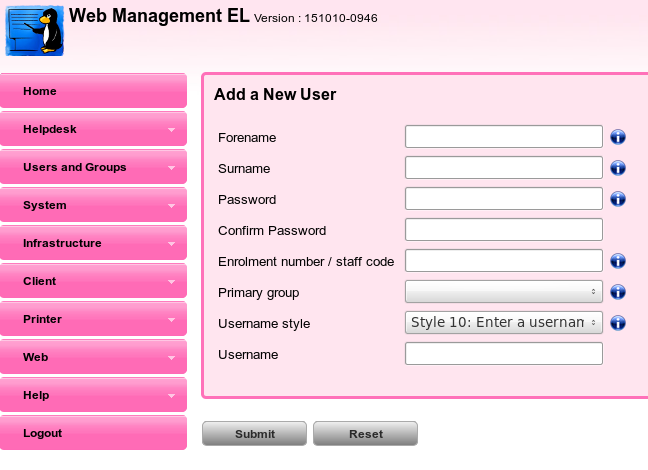 Web Management EL Version : 151010-0946
Home
Helpdesk
Users and Groups
System
Infrastructure
Client
Printer
Web
Help
Logout
Add a New User
Forename
Surname
Password
Confirm Password
Enrolment number / staff code
Primary group
Username style Style 10: Enter a usernam
Username
Submit Reset